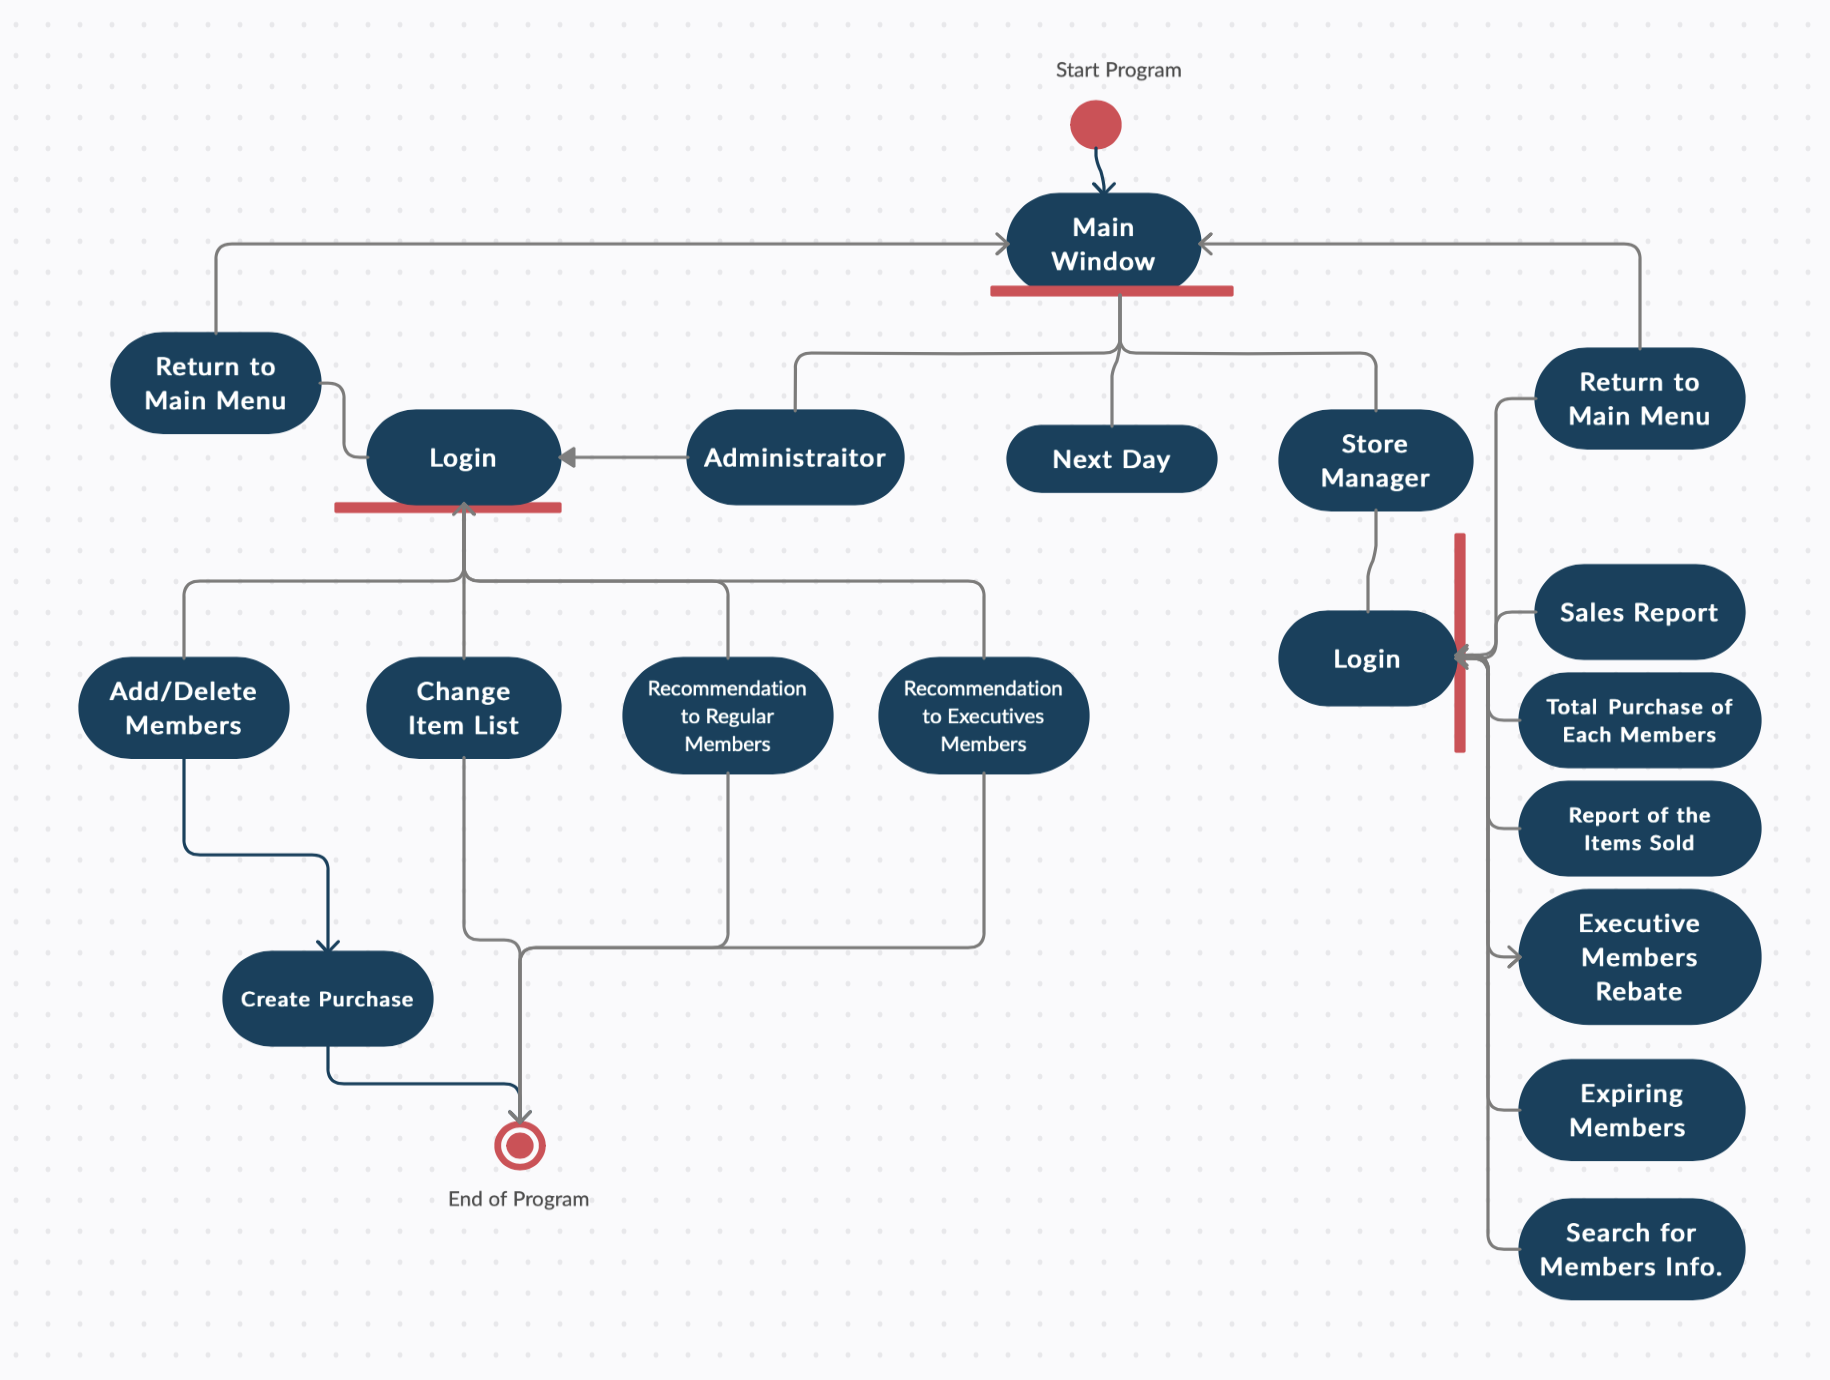 Start Program
Main
Window
Return to
Main Menu
Login
Administraitor
Next Day
Store
Manager
Return to
Main Menu
Login
Sales Report
Total Purchase of
Each Members
Report of the
Items Sold
Executive
Members
Rebate
Expiring
Members
Search for
Members Info.
Add/Delete
Members
Change
Item List
Recommendation
to Regular
Members
Recommendation
to Executives
Members
Create Purchase
End of Program